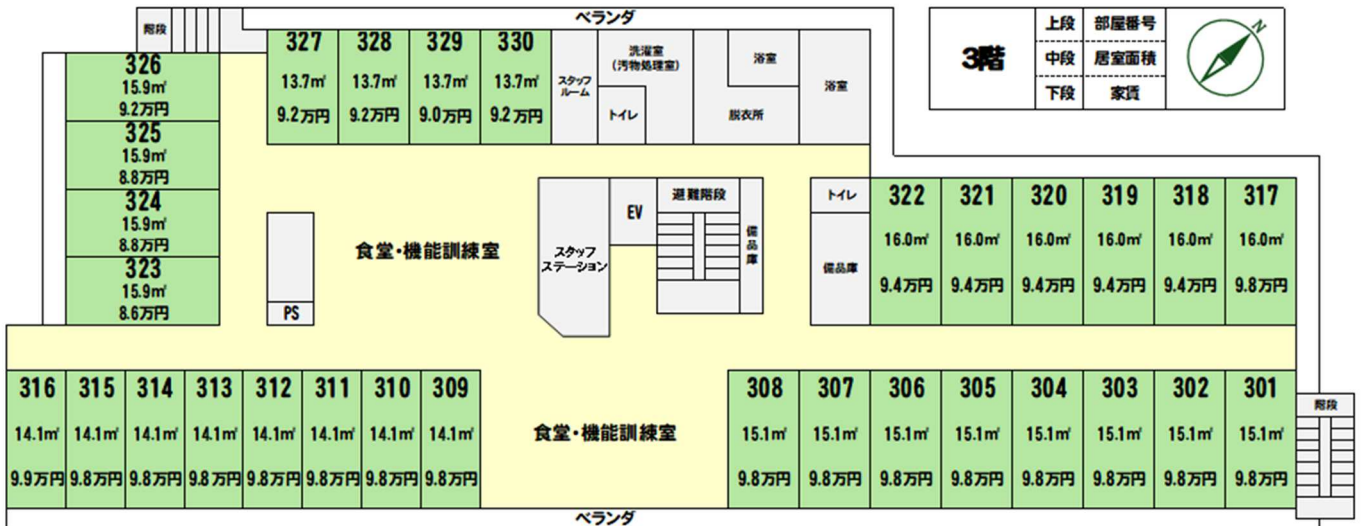 ベランダ
階段
327
13.7㎡
9.2万円
328
13.7㎡
9.2万円
329
13.7㎡
9.0万円
330
13.7㎡
9.2万円
スタッフ
ルーム
洗濯室
(汚物処理室)
トイレ
浴室
脱衣所
浴室
3階
上段 部屋番号
中段 居室面積
下段 家賃
N
326
15.9㎡
9.2万円
325
15.9㎡
8.8万円
324
15.9㎡
8.8万円
323
15.9㎡
8.6万円
PS
食堂・機能訓練室
スタッフ
ステーション
EV
避難階段
備品庫
トイレ
備品庫
322
16.0㎡
9.4万円
321
16.0㎡
9.4万円
320
16.0㎡
9.4万円
319
16.0㎡
9.4万円
318
16.0㎡
9.4万円
317
16.0㎡
9.8万円
316
14.1㎡
9.9万円
315
14.1㎡
9.8万円
314
14.1㎡
9.8万円
313
14.1㎡
9.8万円
312
14.1㎡
9.8万円
311
14.1㎡
9.8万円
310
14.1㎡
9.8万円
309
14.1㎡
9.8万円
食堂・機能訓練室
308
15.1㎡
9.8万円
307
15.1㎡
9.8万円
306
15.1㎡
9.8万円
305
15.1㎡
9.8万円
304
15.1㎡
9.8万円
303
15.1㎡
9.8万円
302
15.1㎡
9.8万円
301
15.1㎡
9.8万円
階段
ベランダ